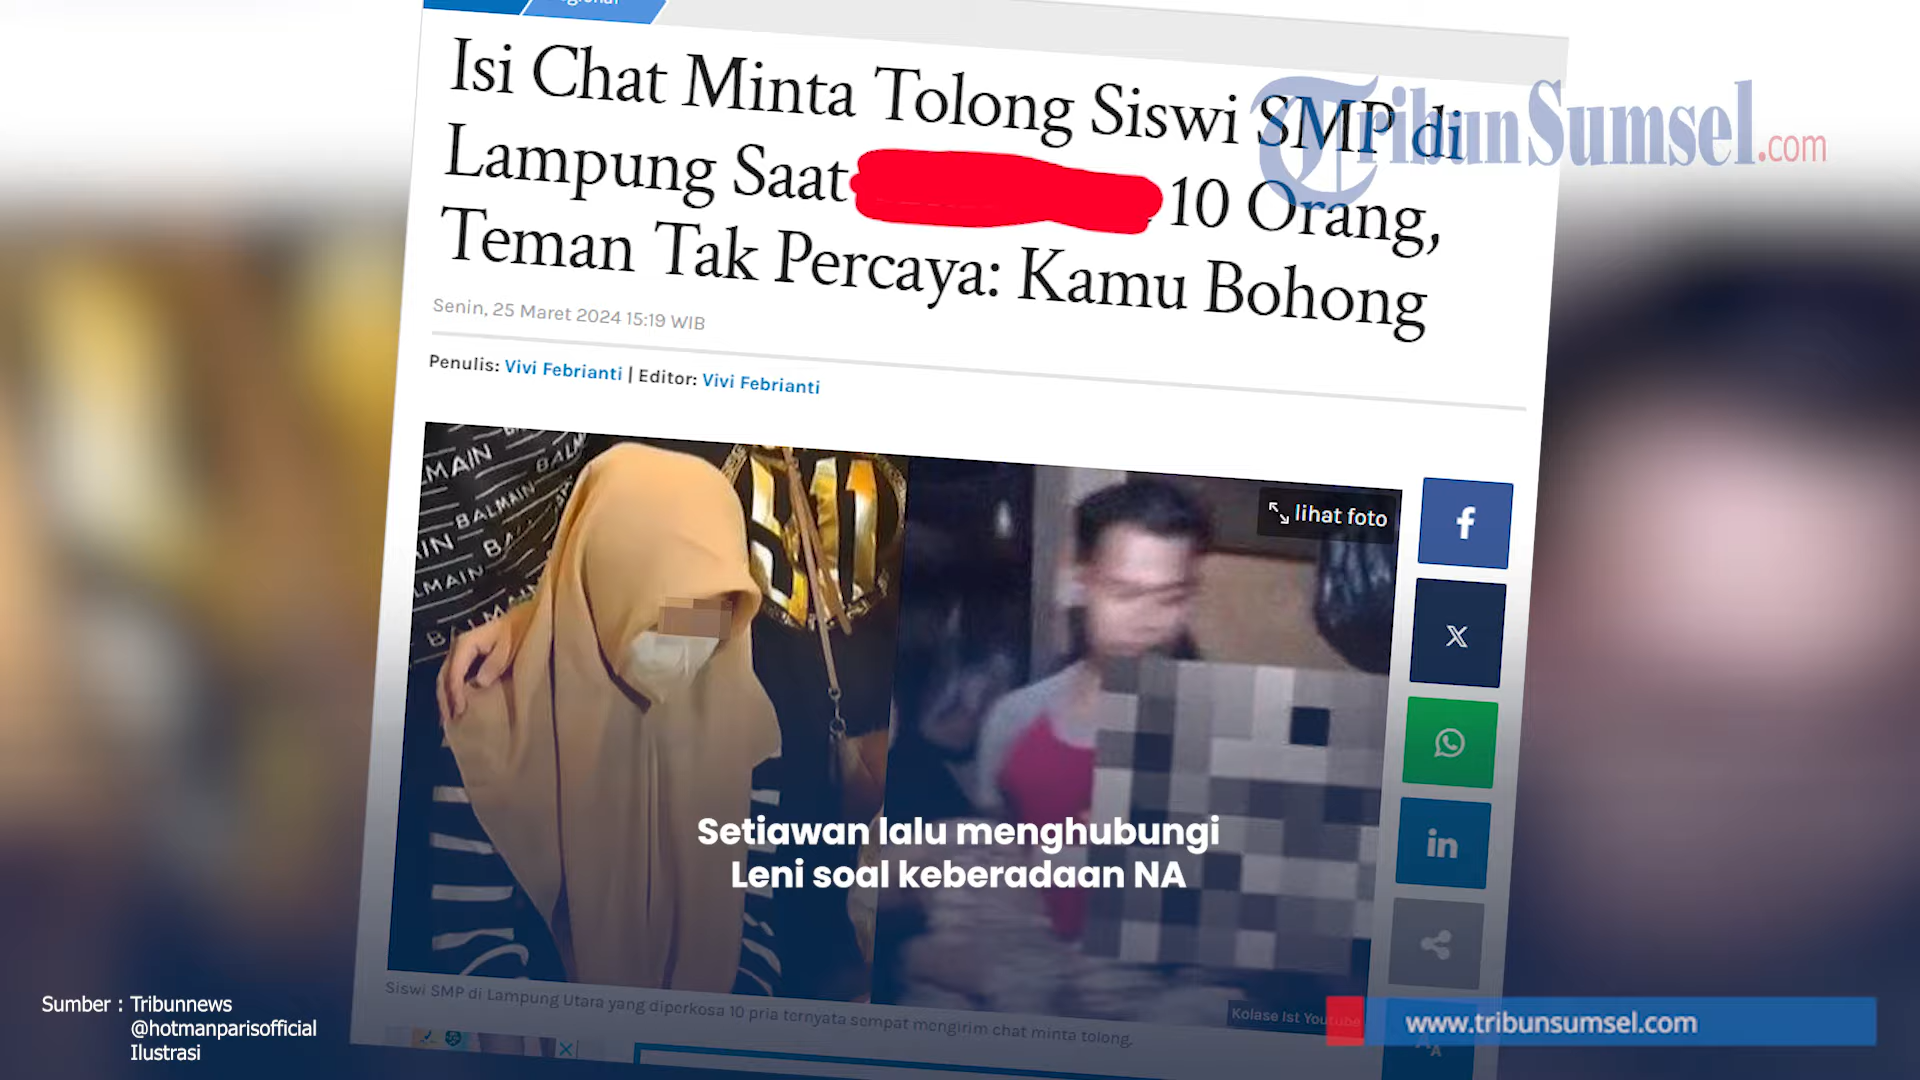 Isi Chat Minta Tolong Siswi SMP di
Lampung Saat 10 Orang,
Teman Tak Percaya: Kamu Bohong
TribunSumsel.com
Senin, 25 Maret 2024 15:19 WIB
Penulis: Vivi Febrianti | Editor: Vivi Febrianti
BALMAIN
BALMAIN
lihat foto
Setiawan lalu menghubungi
Leni soal keberadaan NA
Siswi SMP di Lampung Utara yang diperkosa 10 pria ternyata sempat mengirim chat minta tolong.
Kolase Ist Youtube
Sumber : Tribunnews
@hotmanparisofficial
Ilustrasi
www.tribunsumsel.com